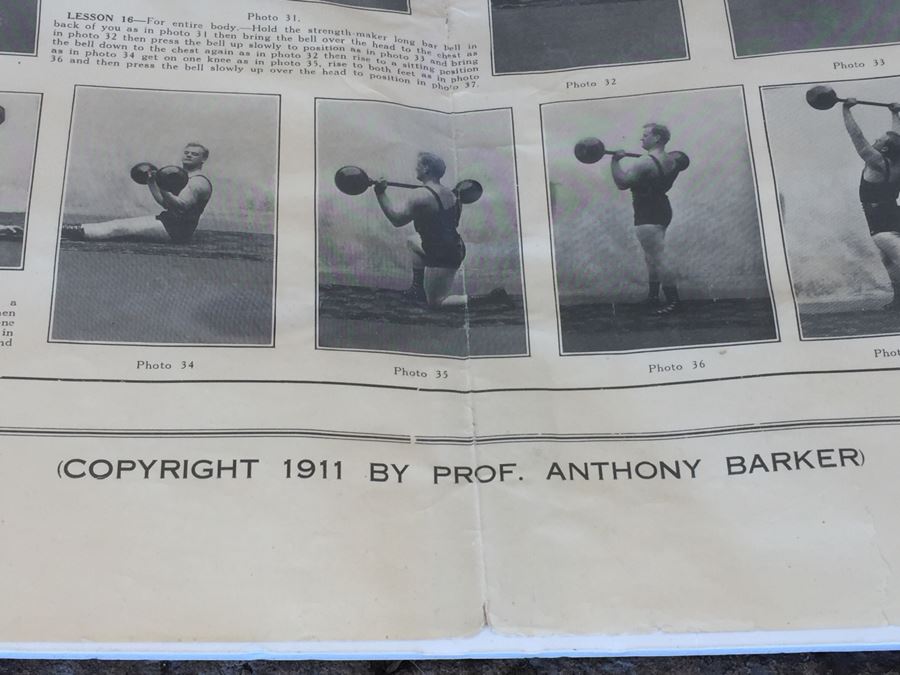 Photo 31.
LESSON 16—For entire body.—Hold the strength-maker long bar bell in
back of you as in photo 31 then bring the bell over the head to the chest as
in photo 32 then press the bell up slowly to position as in photo 33 and bring
the bell down to the chest again as in photo 32 then rise to a sitting position
as in photo 34 get on one knee as in photo 35, rise to both feet as in photo
36 and then press the bell slowly up over the head to position in photo 37.
Photo 32
Photo 33
a
in
Photo 34
Photo 35
Photo 36
(COPYRIGHT 1911 BY PROF. ANTHONY BARKER)